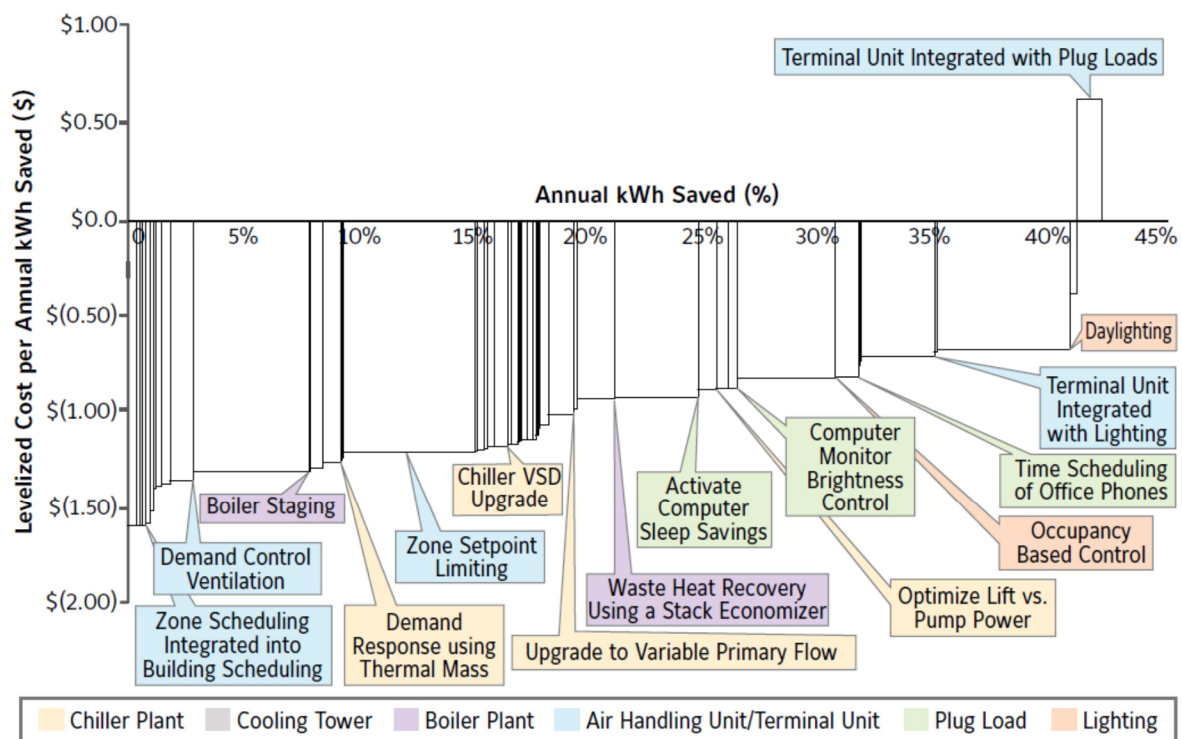 $1.00
Terminal Unit Integrated with Plug Loads
$0.50
Levelized Cost per Annual kWh Saved ($)
Annual kWh Saved (%)
$0.0
0 5% 10% 15% 20% 25% 30% 35% 40% 45%
$(0.50)
Daylighting
$(1.00)
Terminal Unit
Integrated
with Lighting
Computer
Monitor
Brightness
Control
Time Scheduling
of Office Phones
Chiller VSD
Upgrade
Activate
Computer
Sleep Savings
$(1.50)
Boiler Staging
Occupancy
Based Control
Zone Setpoint
Limiting
Demand Control
Ventilation
Waste Heat Recovery
Using a Stack Economizer
Optimize Lift vs.
Pump Power
$(2.00)
Zone Scheduling
Integrated into
Building Scheduling
Demand
Response using
Thermal Mass
Upgrade to Variable Primary Flow
Chiller Plant Cooling Tower Boiler Plant Air Handling Unit/Terminal Unit Plug Load Lighting